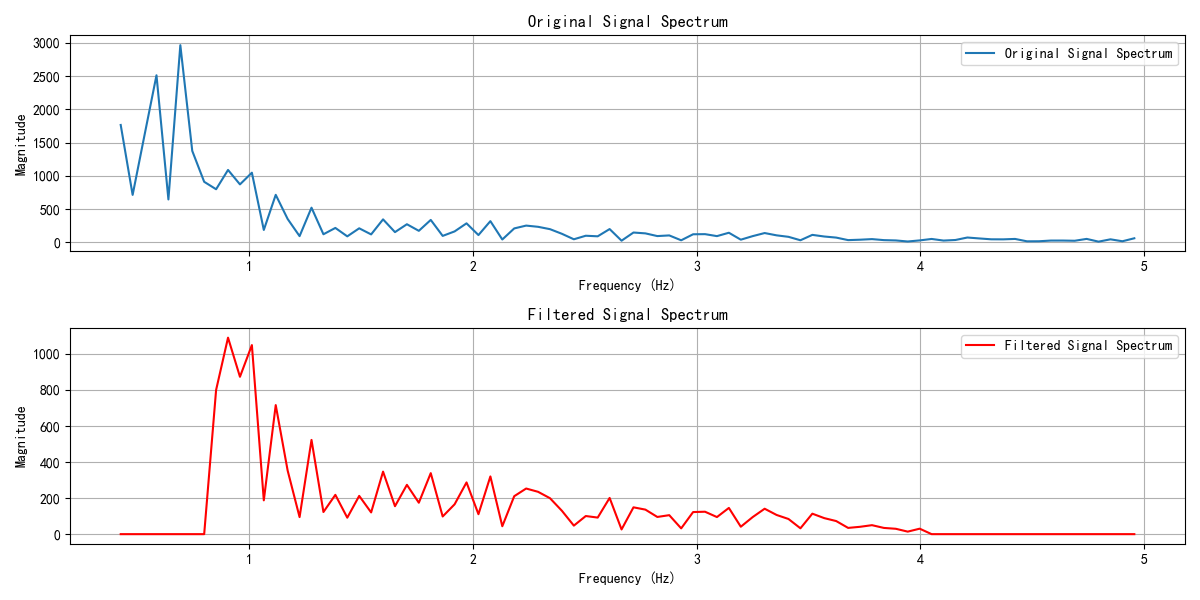 Original Signal Spectrum
Original Signal Spectrum
Magnitude
3000
2500
2000
1500
1000
500
0
1 2 3 4 5
Frequency (Hz)
Filtered Signal Spectrum
Filtered Signal Spectrum
Magnitude
1000
800
600
400
200
0
1 2 3 4 5
Frequency (Hz)